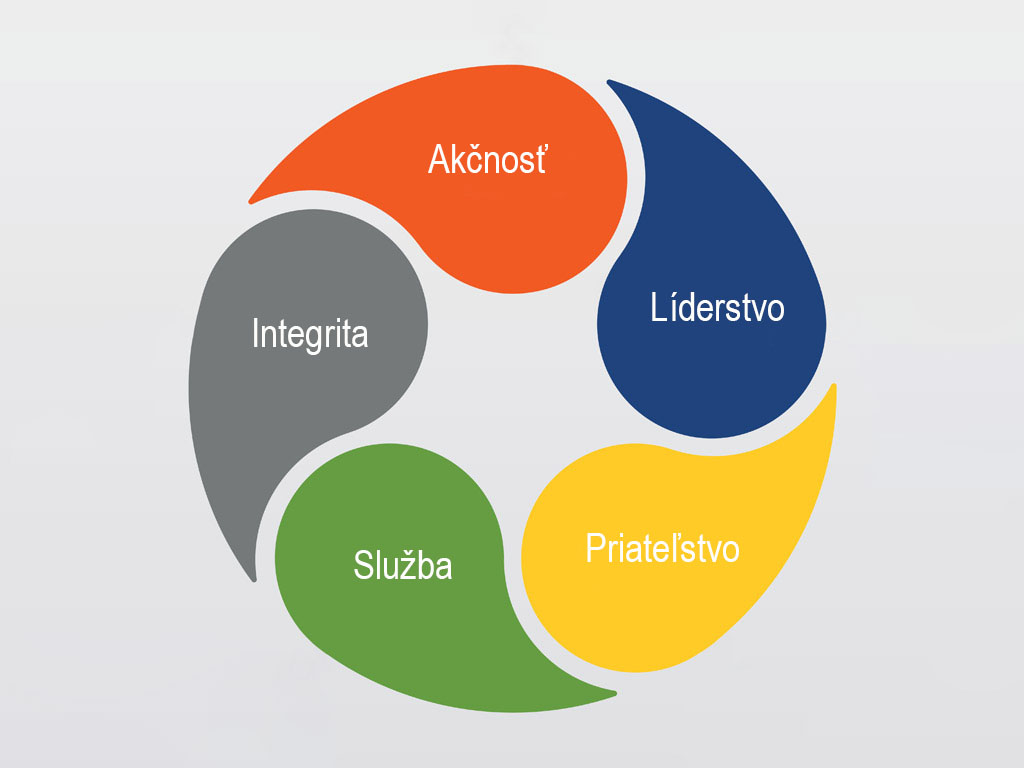 Akčnosť
Líderstvo
Integrita
Priateľstvo
Služba